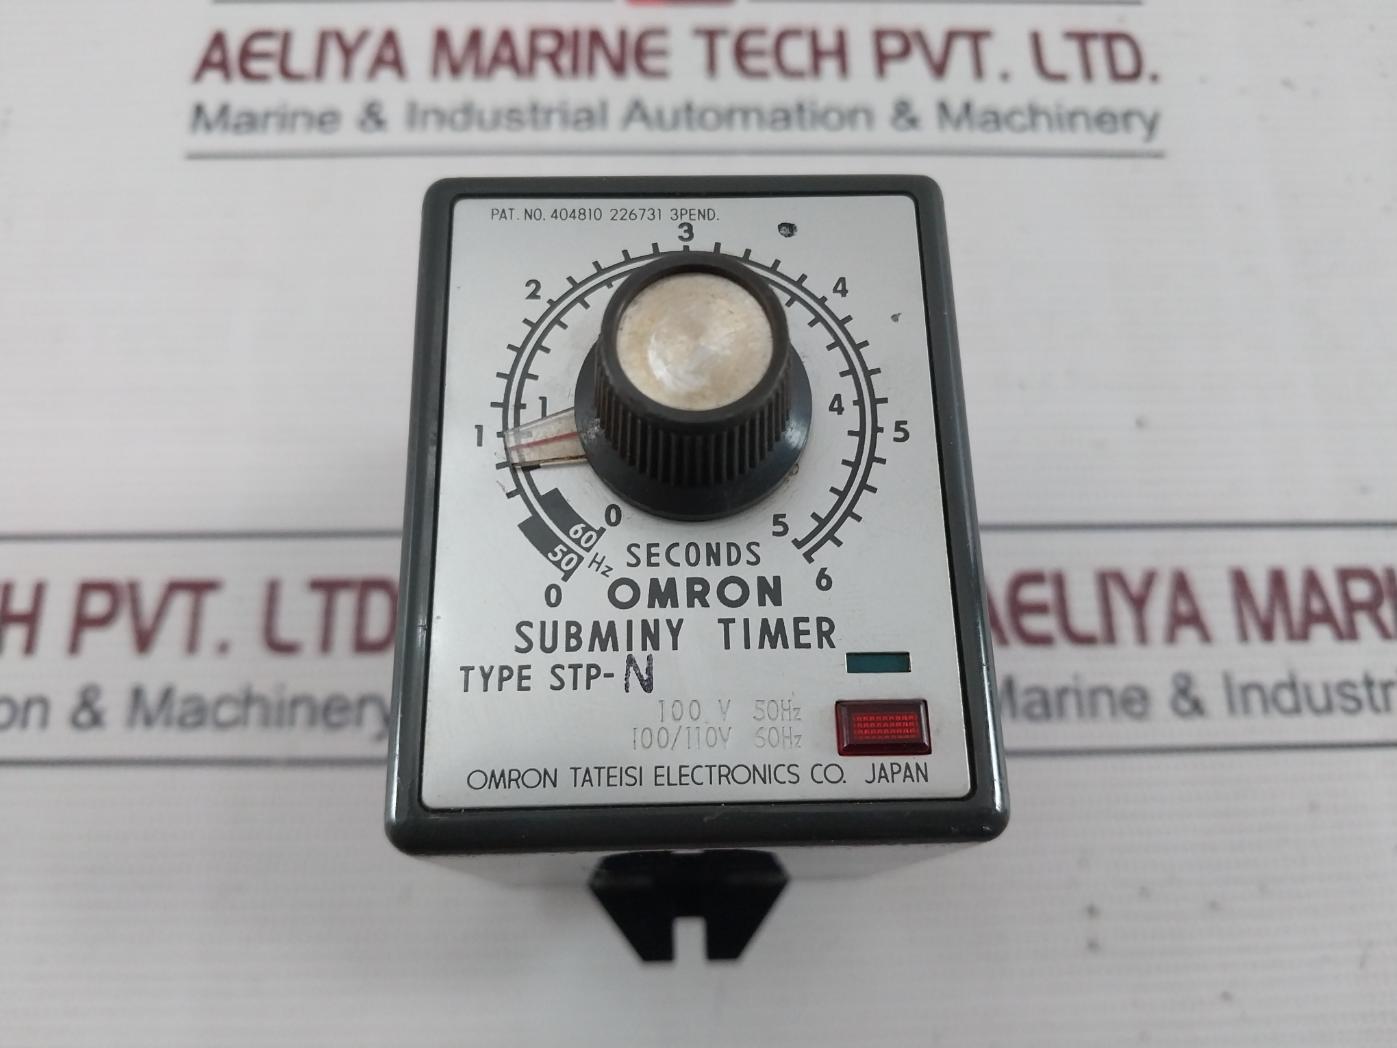 AELIYA MARINE TECH PVT. LTD.
Marine & Industrial Automation & Machinery
PAT. NO. 404810 226731 3PEND.
3
2
4
1
4
1
5
0
5
60
50
Hz
SECONDS
0
6
OMRON
SUBMINY TIMER
TYPE STP-N
100 V 50Hz
100/110V 60Hz
OMRON TATEISI ELECTRONICS CO. JAPAN
H PVT. LTD
AELIYA MAR
on & Machinery
Marine & Industr